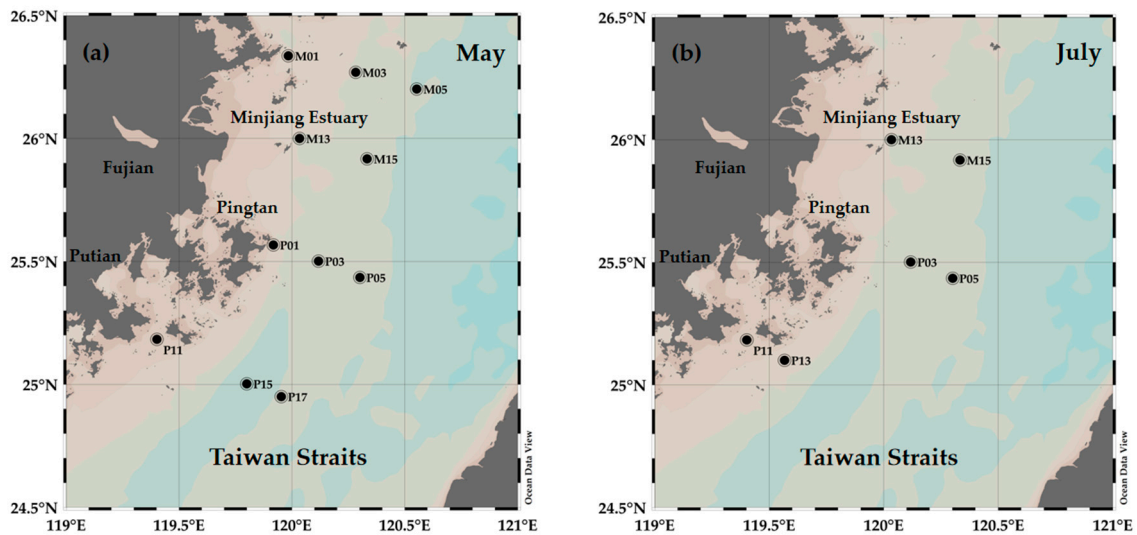 26.5°N
(a)
May
M01
M03
M05
Minjiang Estuary
26°N
M13
M15
Fujian
Pingtan
P01
Putian
25.5°N
P03
P05
P11
25°N
P15
P17
Taiwan Straits
24.5°N
119°E
119.5°E
120°E
120.5°E
121°E
Ocean Data View
26.5°N
(b)
July
Minjiang Estuary
26°N
M13
M15
Fujian
Pingtan
Putian
25.5°N
P03
P05
P11
P13
25°N
Taiwan Straits
24.5°N
119°E
119.5°E
120°E
120.5°E
121°E
Ocean Data View